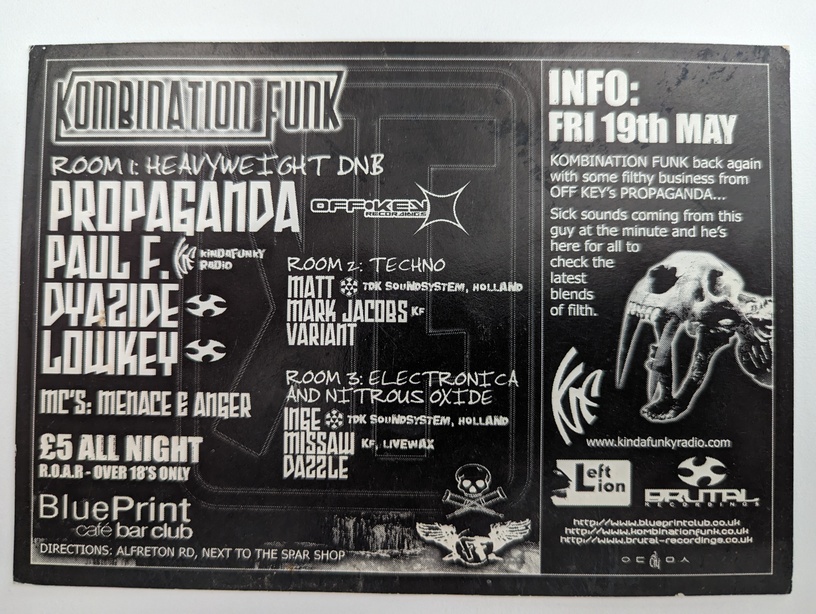 KOMBINATION FUNK
ROOM 1: HEAVYWEIGHT DNB
PROPAGANDA OFF•KEY RECORDINGS
PAUL F. KINDAFUNKY RADIO
DYAZIDE
LOWKEY
MC'S: MENACE & ANGER
£5 ALL NIGHT
R.O.A.R - OVER 18'S ONLY
BluePrint
café bar club
DIRECTIONS: ALFRETON RD, NEXT TO THE SPAR SHOP
ROOM 2: TECHNO
MATT TDK SOUNDSYSTEM, HOLLAND
MARK JACOBS KF
VARIANT
ROOM 3: ELECTRONICA
AND NITROUS OXIDE
INGE TDK SOUNDSYSTEM, HOLLAND
MISSAW KF, LIVEWAX
DAZZLE
INFO:
FRI 19th MAY
KOMBINATION FUNK back again
with some filthy business from
OFF KEY's PROPAGANDA...
Sick sounds coming from this
guy at the minute and he's
here for all to
check the
latest
blends
of filth.
www.kindafunkyradio.com
Left
Lion
BRUTAL
RECORDINGS
http://www.blueprintclub.co.uk
http://www.kombinationfunk.co.uk
http://www.brutal-recordings.co.uk